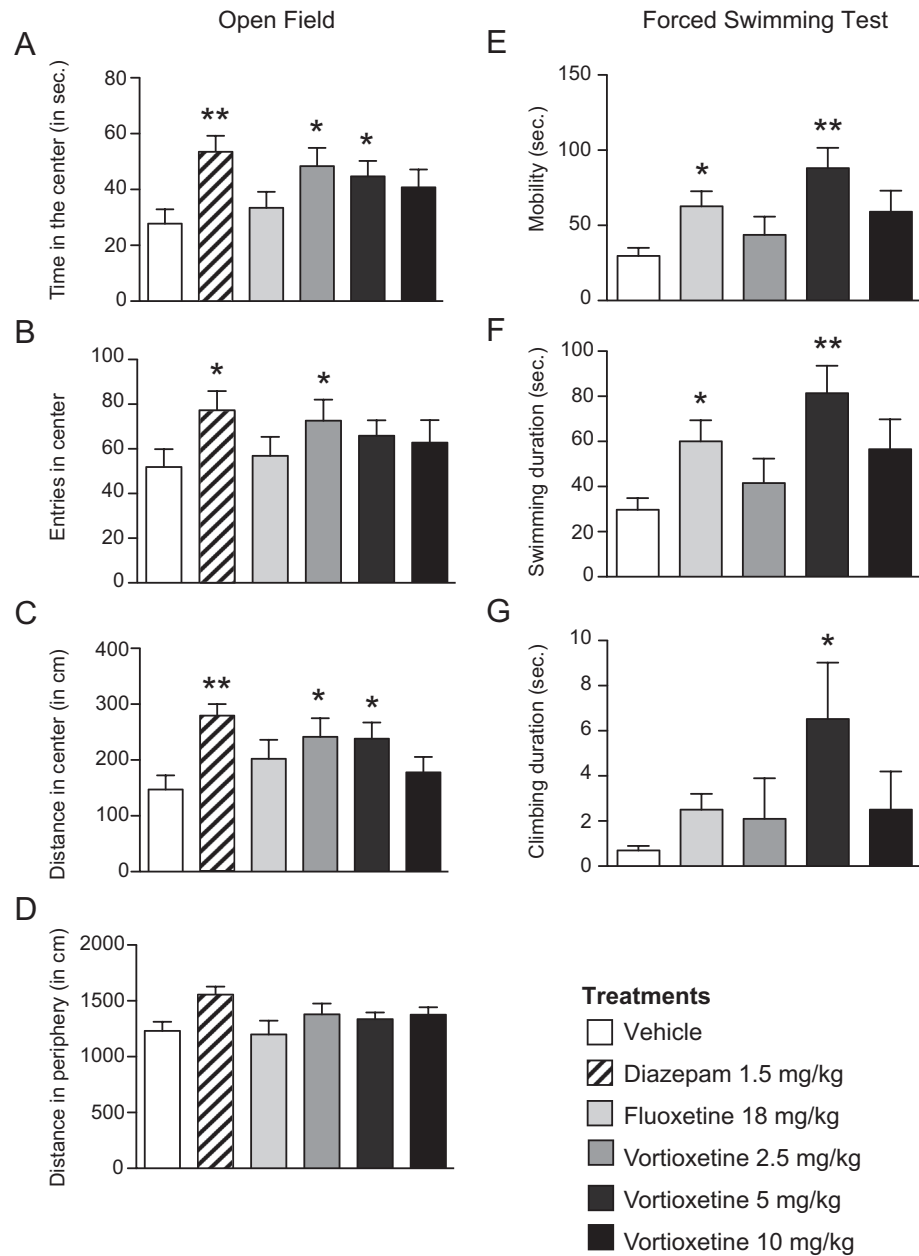 Open Field
A
Time in the center (in sec.)
80
60
40
20
0
**
*
*
B
Entries in center
100
80
60
40
20
0
*
*
C
Distance in center (in cm)
400
300
200
100
0
**
*
*
D
Distance in periphery (in cm)
2000
1500
1000
500
0
Forced Swimming Test
E
Mobility (sec.)
150
100
50
0
*
**
F
Swimming duration (sec.)
100
80
60
40
20
0
*
**
G
Climbing duration (sec.)
10
8
6
4
2
0
*
Treatments
Vehicle
Diazepam 1.5 mg/kg
Fluoxetine 18 mg/kg
Vortioxetine 2.5 mg/kg
Vortioxetine 5 mg/kg
Vortioxetine 10 mg/kg